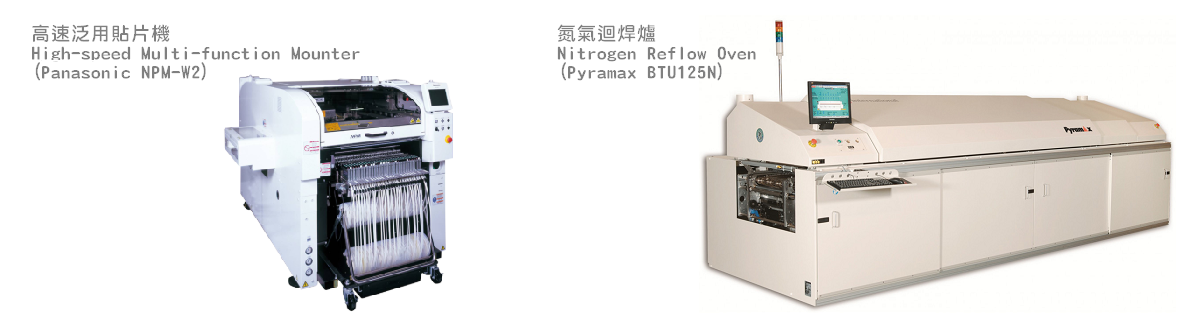 高速泛用貼片機
High-speed Multi-function Mounter
(Panasonic NPM-W2)
氮氣迴焊爐
Nitrogen Reflow Oven
(Pyramax BTU125N)
Pyramax